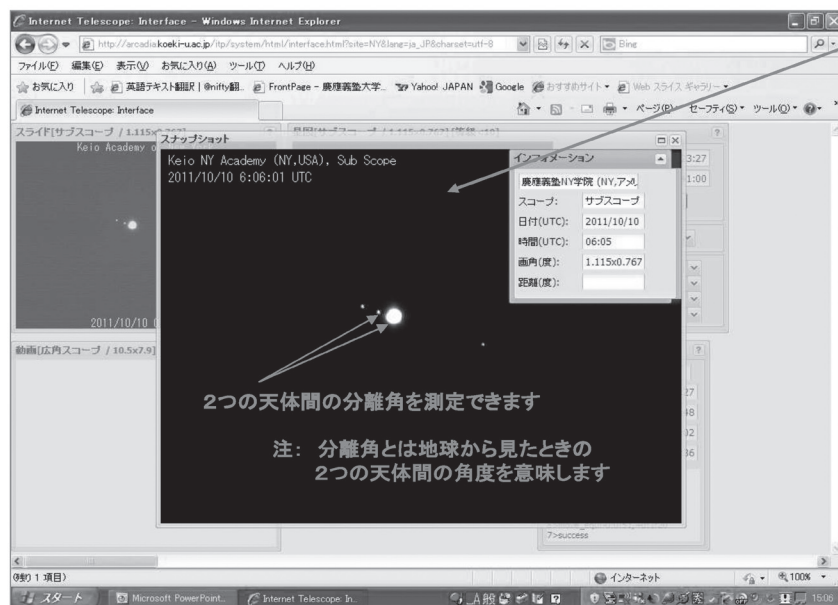 Internet Telescope: Interface - Windows Internet Explorer
http://arcadia.koeki-u.ac.jp/itp/system/html/interface.html?site=NY&lang=ja_JP&charset=utf-8
Bing
ファイル(F) 編集(E) 表示(V) お気に入り(A) ツール(T) ヘルプ(H)
お気に入り 英語テキスト翻訳 | @nifty翻... FrontPage - 慶應義塾大学... Yahoo! JAPAN Google おすすめサイト Web スライス ギャラリー
Internet Telescope: Interface
ページ(P) セーフティ(S) ツール(O)
スライド[サブスコープ / 1.115x0.767]
Keio Academy o
2011/10/10
動画[広角スコープ / 10.5x7.9]
スナップショット
Keio NY Academy (NY,USA), Sub Scope
2011/10/10 6:06:01 UTC
インフォメーション
慶應義塾NY学院 (NY,アメ
スコープ: サブスコープ
日付(UTC): 2011/10/10
時間(UTC): 06:05
画角(度): 1.115x0.767
距離(度):
3:27
1:00
2つの天体間の分離角を測定できます
注: 分離角とは地球から見たときの
2つの天体間の角度を意味します
7>success
インターネット
100%
スタート Microsoft PowerPoint... Internet Telescope: In... A 般 15:06